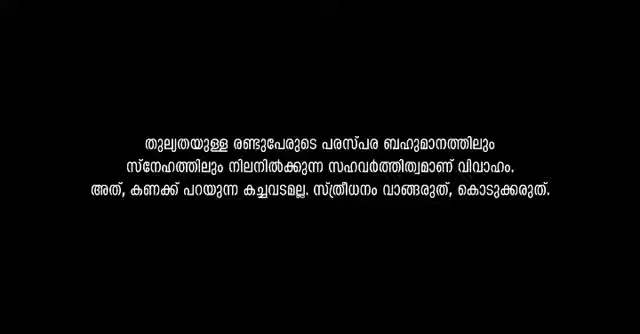 തുല്യതയുള്ള രണ്ടുപേരുടെ പരസ്പര ബഹുമാനത്തിലും
സ്നേഹത്തിലും നിലനിൽക്കുന്ന സഹവർത്തിത്വമാണ് വിവാഹം.
അത്, കണക്ക് പറയുന്ന കച്ചവടമല്ല. സ്ത്രീധനം വാങ്ങരുത്, കൊടുക്കരുത്.